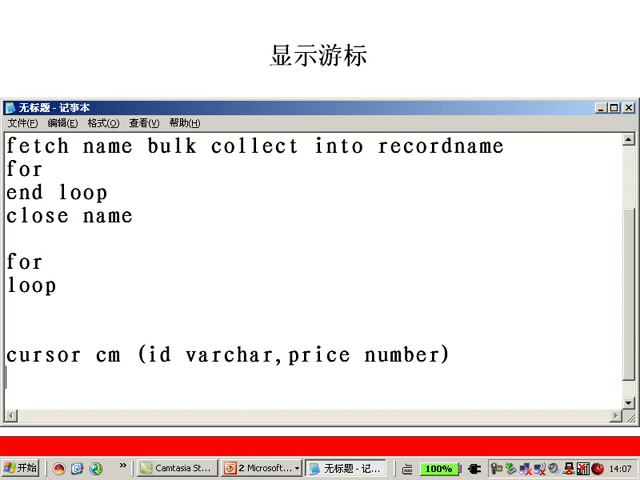 显示游标
无标题 - 记事本
文件(F) 编辑(E) 格式(O) 查看(V) 帮助(H)
fetch name bulk collect into recordname
for
end loop
close name
for
loop
cursor cm (id varchar,price number)
开始 » Camtasia St... 2 Microsoft... 无标题 - 记... 100% 14:07